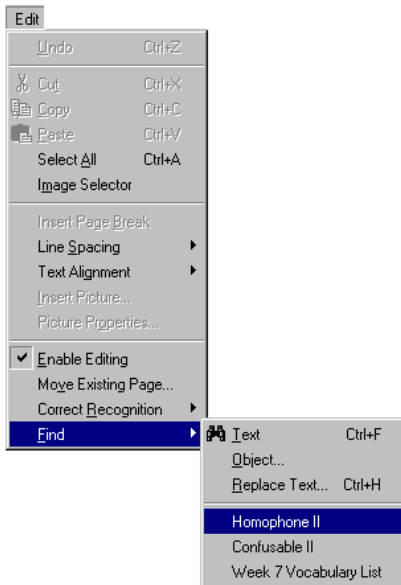 Edit
Undo Ctrl+Z
Cut Ctrl+X
Copy Ctrl+C
Paste Ctrl+V
Select All Ctrl+A
Image Selector
Insert Page Break
Line Spacing
Text Alignment
Insert Picture...
Picture Properties...
Enable Editing
Move Existing Page...
Correct Recognition
Find
Text Ctrl+F
Object...
Replace Text... Ctrl+H
Homophone II
Confusable II
Week 7 Vocabulary List